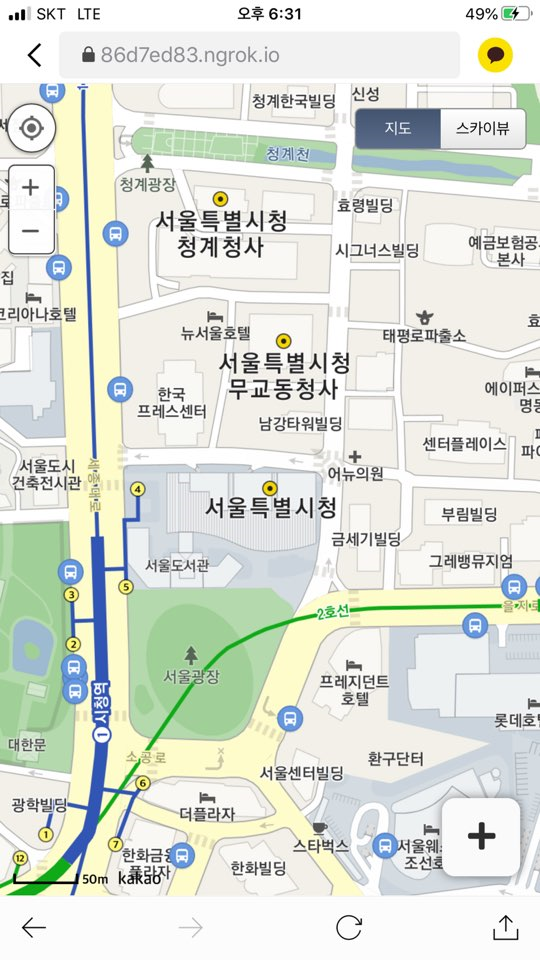 SKT LTE
오후 6:31
49%
86d7ed83.ngrok.io
청계한국빌딩
신성
지도
스카이뷰
청계천
청계광장
효령빌딩
서울특별시청
청계청사
시그너스빌딩
예금보험공
본사
집
코리아나호텔
뉴서울호텔
태평로파출소
효
서울특별시청
무교동청사
한국
프레스센터
에이퍼스
명동
남강타워빌딩
센터플레이스
파이
세종대로
서울도시
건축전시관
어뉴의원
4
서울특별시청
부림빌딩
금세기빌딩
그레뱅뮤지엄
서울도서관
5
3
2호선
을지로
2
서울광장
프레지던트
호텔
1 시청역
롯데호텔
대한문
소공로
환구단터
서울센터빌딩
6
광학빌딩
더플라자
1
7
스타벅스
서울웨스
조선호
12
한화금융
플라자
한화빌딩
50m kakao